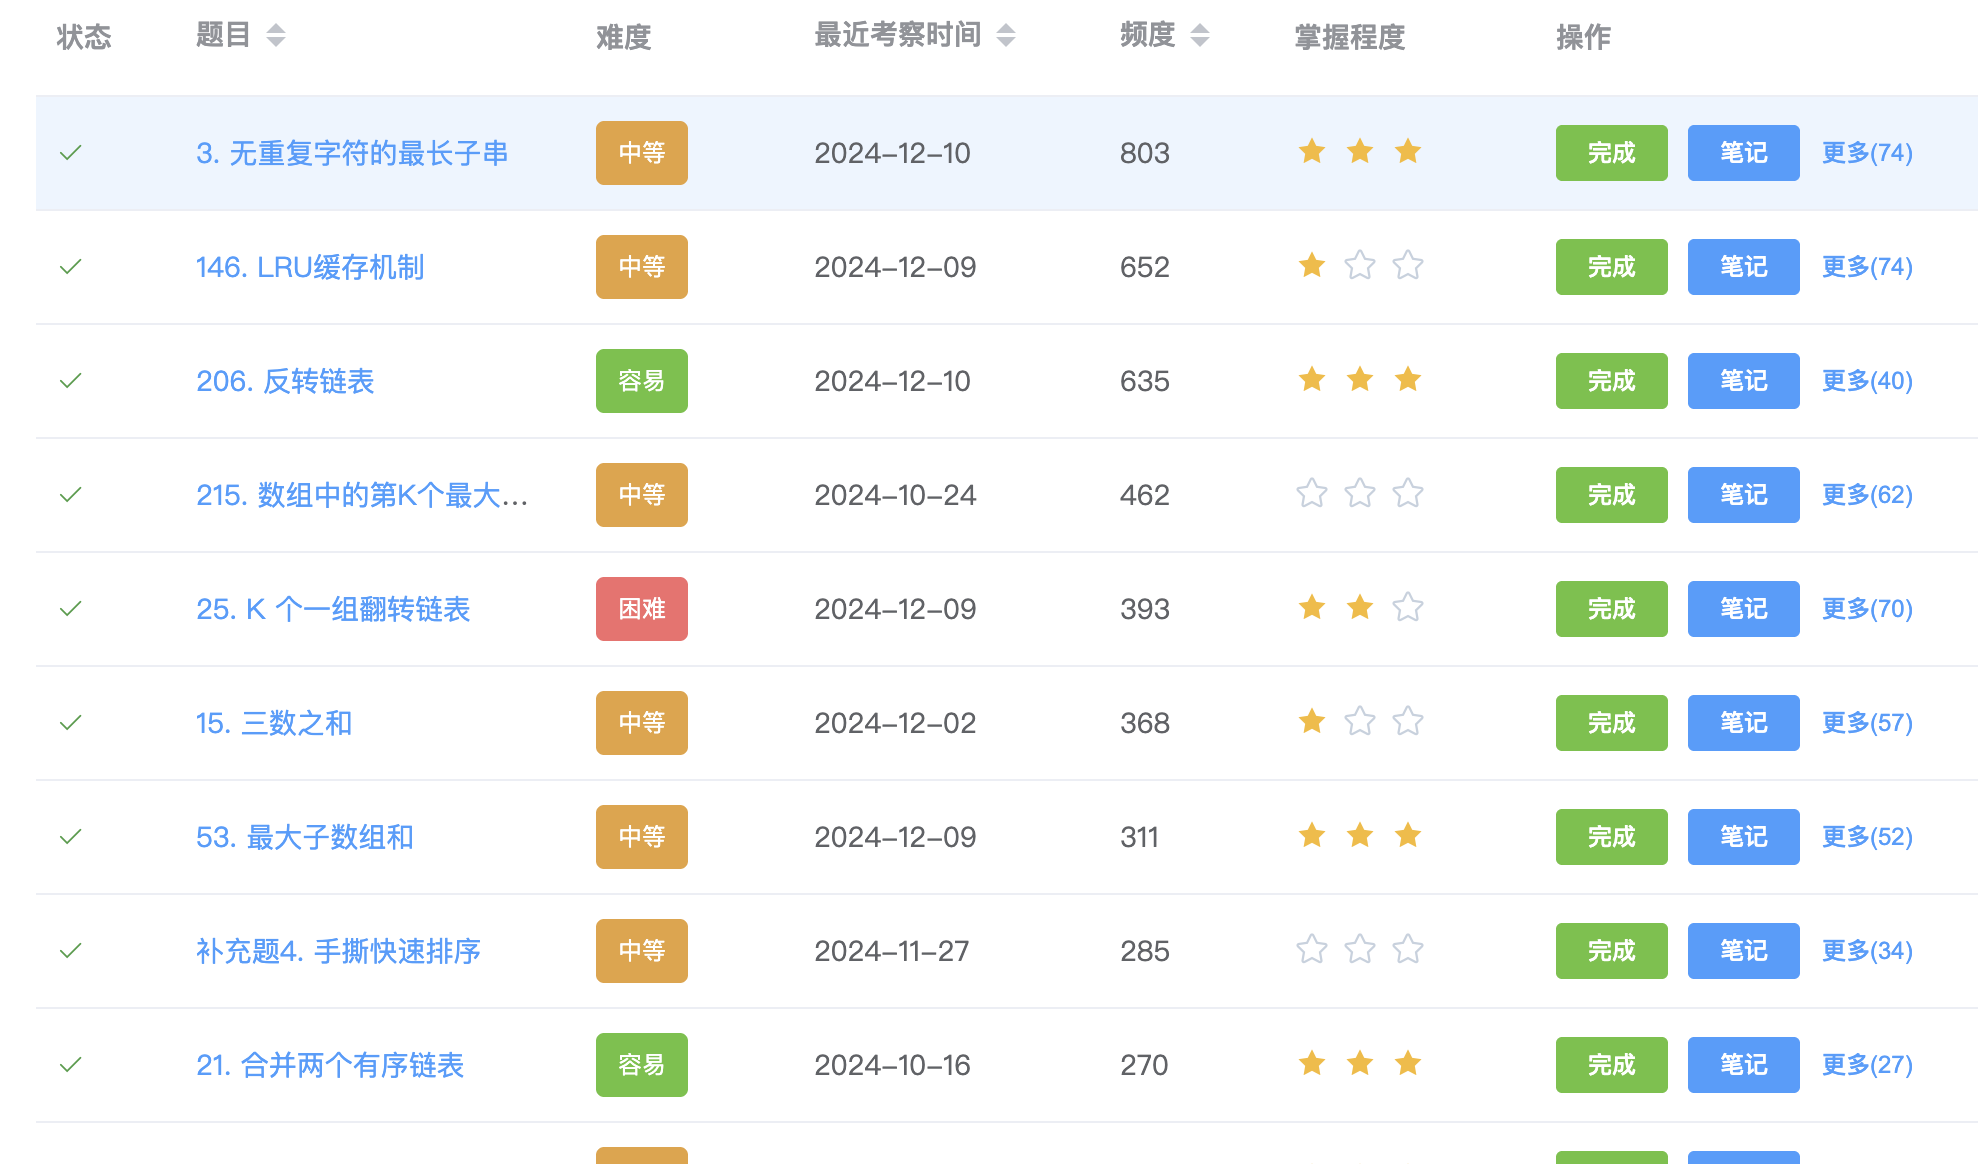 状态 题目 难度 最近考察时间 频度 掌握程度 操作
3. 无重复字符的最长子串 中等 2024-12-10 803 完成 笔记 更多(74)
146. LRU缓存机制 中等 2024-12-09 652 完成 笔记 更多(74)
206. 反转链表 容易 2024-12-10 635 完成 笔记 更多(40)
215. 数组中的第K个最大... 中等 2024-10-24 462 完成 笔记 更多(62)
25. K 个一组翻转链表 困难 2024-12-09 393 完成 笔记 更多(70)
15. 三数之和 中等 2024-12-02 368 完成 笔记 更多(57)
53. 最大子数组和 中等 2024-12-09 311 完成 笔记 更多(52)
补充题4. 手撕快速排序 中等 2024-11-27 285 完成 笔记 更多(34)
21. 合并两个有序链表 容易 2024-10-16 270 完成 笔记 更多(27)